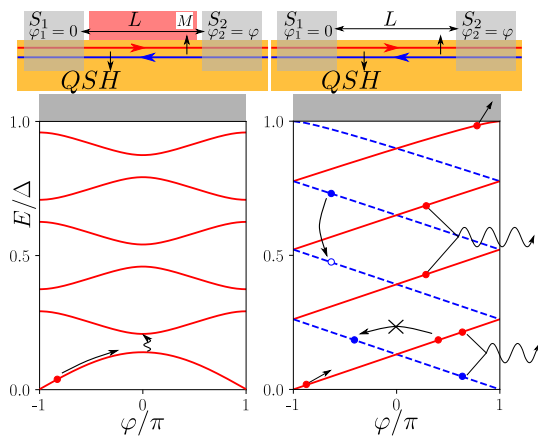 S₁ L M S₂
φ₁ = 0 φ₂ = φ
QSH
S₁ L S₂
φ₁ = 0 φ₂ = φ
QSH
E/Δ
1.0
0.5
0.0
-1 0 1
φ/π
1.0
0.5
0.0
-1 0 1
φ/π